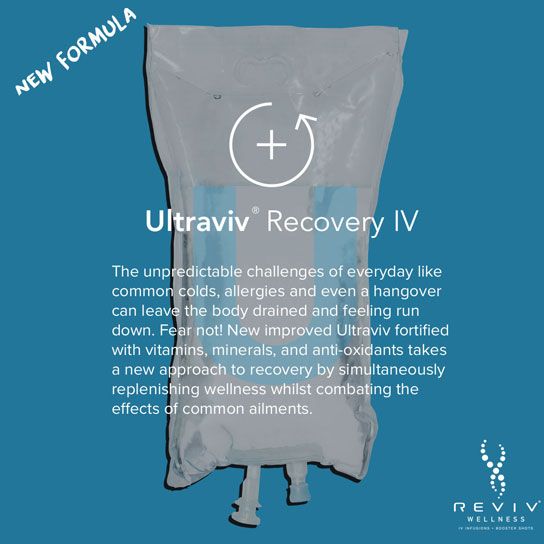 NEW FORMULA
Ultraviv® Recovery IV
The unpredictable challenges of everyday like
common colds, allergies and even a hangover
can leave the body drained and feeling run
down. Fear not! New improved Ultraviv fortified
with vitamins, minerals, and anti-oxidants takes
a new approach to recovery by simultaneously
replenishing wellness whilst combating the
effects of common ailments.
REVIV®
WELLNESS
IV INFUSIONS + BOOSTER SHOTS